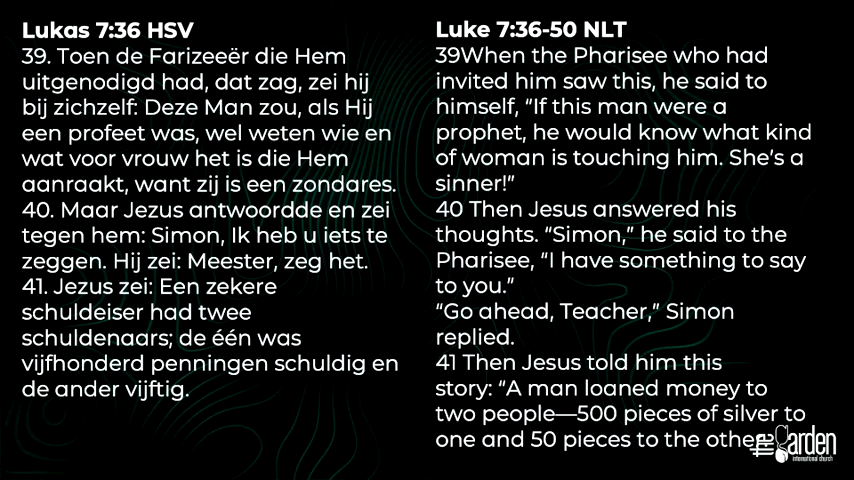 Lukas 7:36 HSV
39. Toen de Farizeeër die Hem
uitgenodigd had, dat zag, zei hij
bij zichzelf: Deze Man zou, als Hij
een profeet was, wel weten wie en
wat voor vrouw het is die Hem
aanraakt, want zij is een zondares.
40. Maar Jezus antwoordde en zei
tegen hem: Simon, Ik heb u iets te
zeggen. Hij zei: Meester, zeg het.
41. Jezus zei: Een zekere
schuldeiser had twee
schuldenaars; de één was
vijfhonderd penningen schuldig en
de ander vijftig.
Luke 7:36-50 NLT
39When the Pharisee who had
invited him saw this, he said to
himself, “If this man were a
prophet, he would know what kind
of woman is touching him. She’s a
sinner!”
40 Then Jesus answered his
thoughts. “Simon,” he said to the
Pharisee, “I have something to say
to you.”
“Go ahead, Teacher,” Simon
replied.
41 Then Jesus told him this
story: “A man loaned money to
two people—500 pieces of silver to
one and 50 pieces to the other.
the garden
international church